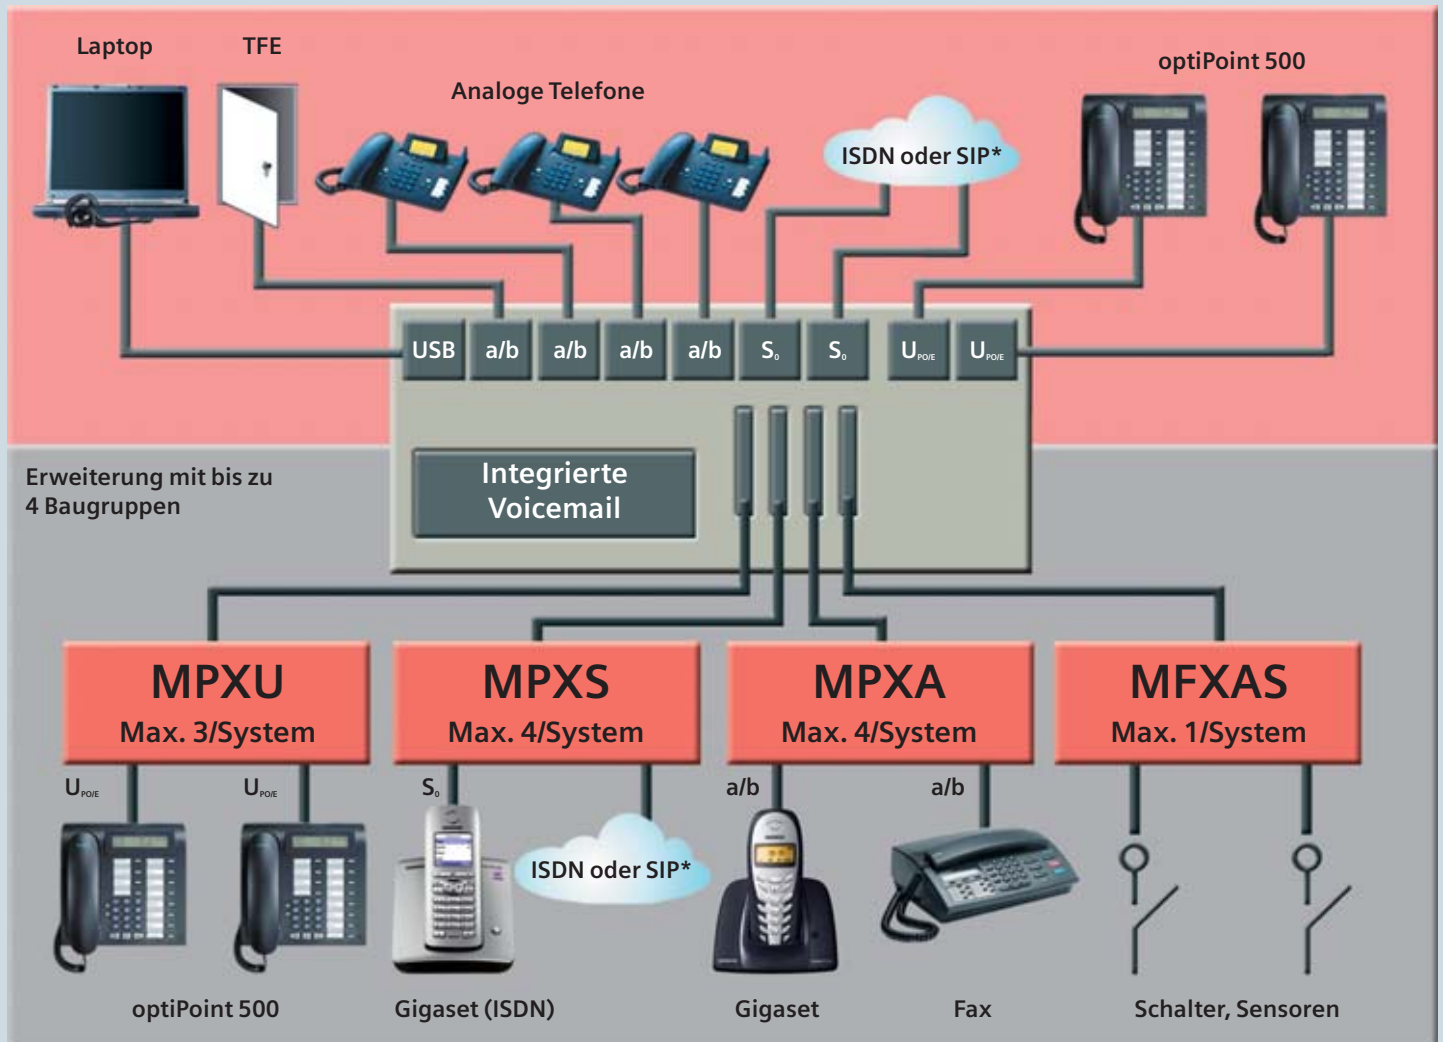 Laptop
TFE
Analoge Telefone
ISDN oder SIP*
optiPoint 500
USB
a/b
a/b
a/b
a/b
S₀
S₀
UPO/E
UPO/E
Integrierte
Voicemail
Erweiterung mit bis zu
4 Baugruppen
MPXU
Max. 3/System
MPXS
Max. 4/System
MPXA
Max. 4/System
MFXAS
Max. 1/System
UPO/E
UPO/E
S₀
a/b
a/b
ISDN oder SIP*
optiPoint 500
Gigaset (ISDN)
Gigaset
Fax
Schalter, Sensoren